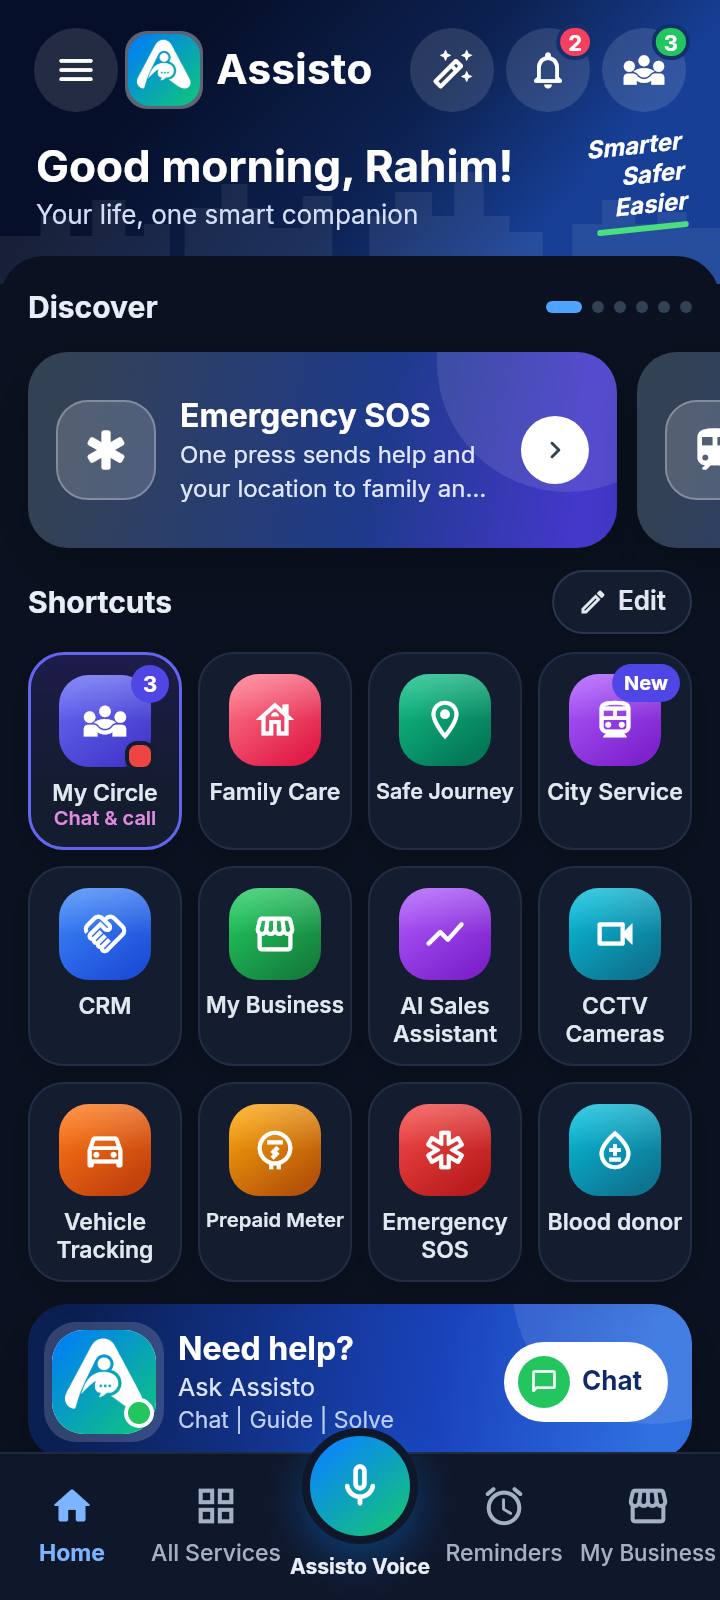 Assisto
2
3
Good morning, Rahim!
Your life, one smart companion
Smarter
Safer
Easier
Discover
Emergency SOS
One press sends help and
your location to family an...
Shortcuts
Edit
3
My Circle
Chat & call
Family Care
Safe Journey
New
City Service
CRM
My Business
AI Sales
Assistant
CCTV
Cameras
Vehicle
Tracking
Prepaid Meter
Emergency
SOS
Blood donor
Need help?
Ask Assisto
Chat | Guide | Solve
Chat
Home
All Services
Assisto Voice
Reminders
My Business